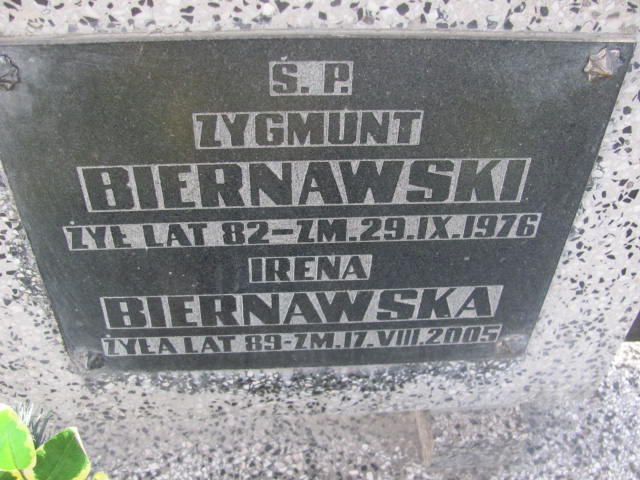 Ś. P.
ZYGMUNT
BIERNAWSKI
ŻYŁ LAT 82-ZM.29.IX.1976
IRENA
BIERNAWSKA
ŻYŁA LAT 89-ZM.17.VIII.2005